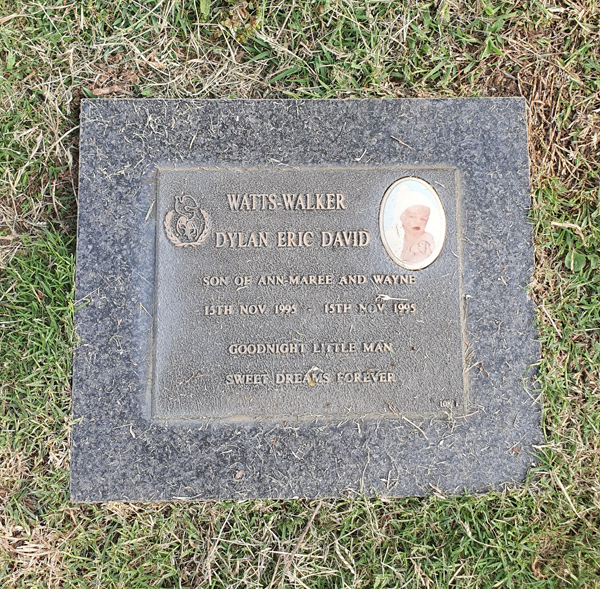 WATTS-WALKER
DYLAN ERIC DAVID
SON OF ANN-MAREE AND WAYNE
15TH NOV 1995 - 15TH NOV 1995
GOODNIGHT LITTLE MAN
SWEET DREAMS FOREVER